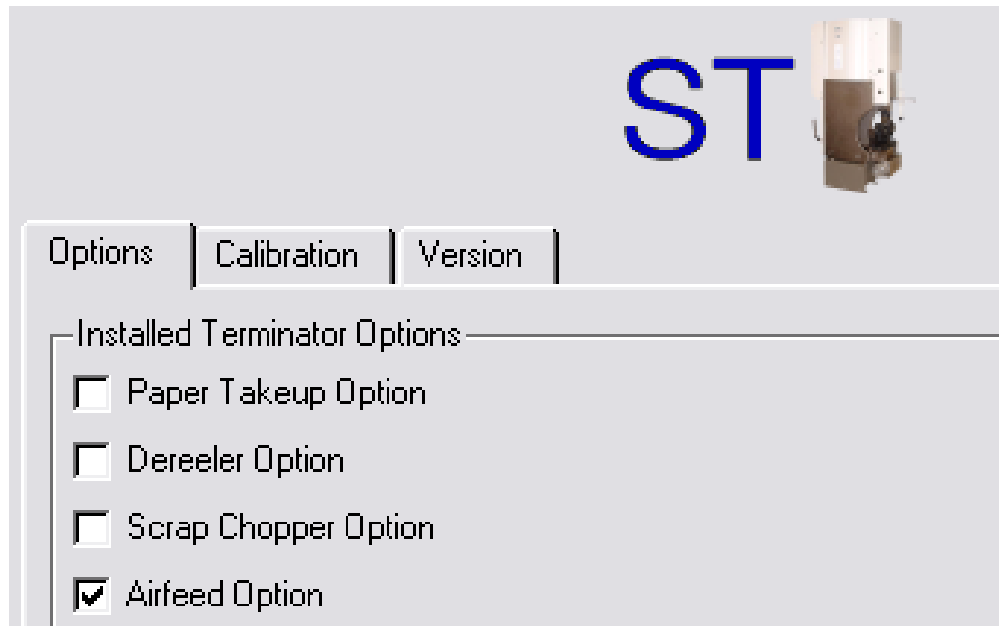 ST
Options Calibration Version
Installed Terminator Options
Paper Takeup Option
Dereeler Option
Scrap Chopper Option
Airfeed Option